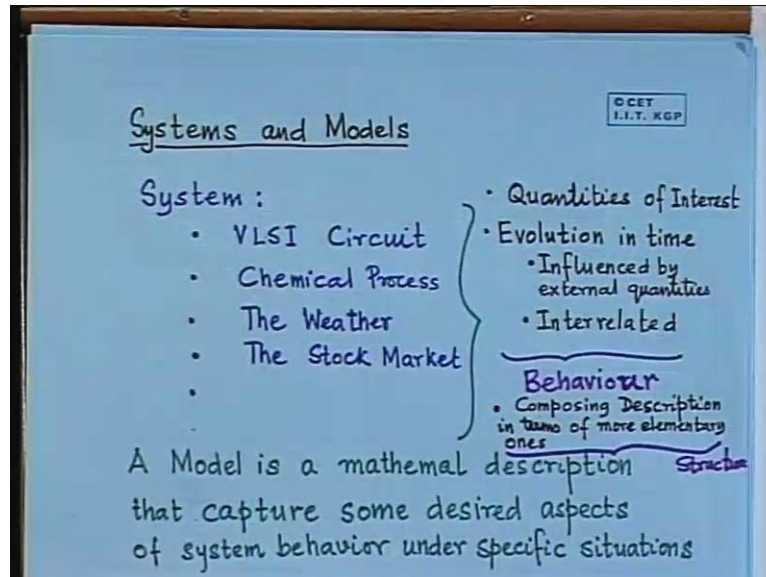 © CET
I.I.T. KGP
Systems and Models
System :
• VLSI Circuit
• Chemical Process
• The Weather
• The Stock Market
•
• Quantities of Interest
• Evolution in time
• Influenced by
external quantities
• Interrelated
Behaviour
• Composing Description
in terms of more elementary
ones
Structure
A Model is a mathemal description
that capture some desired aspects
of system behavior under specific situations